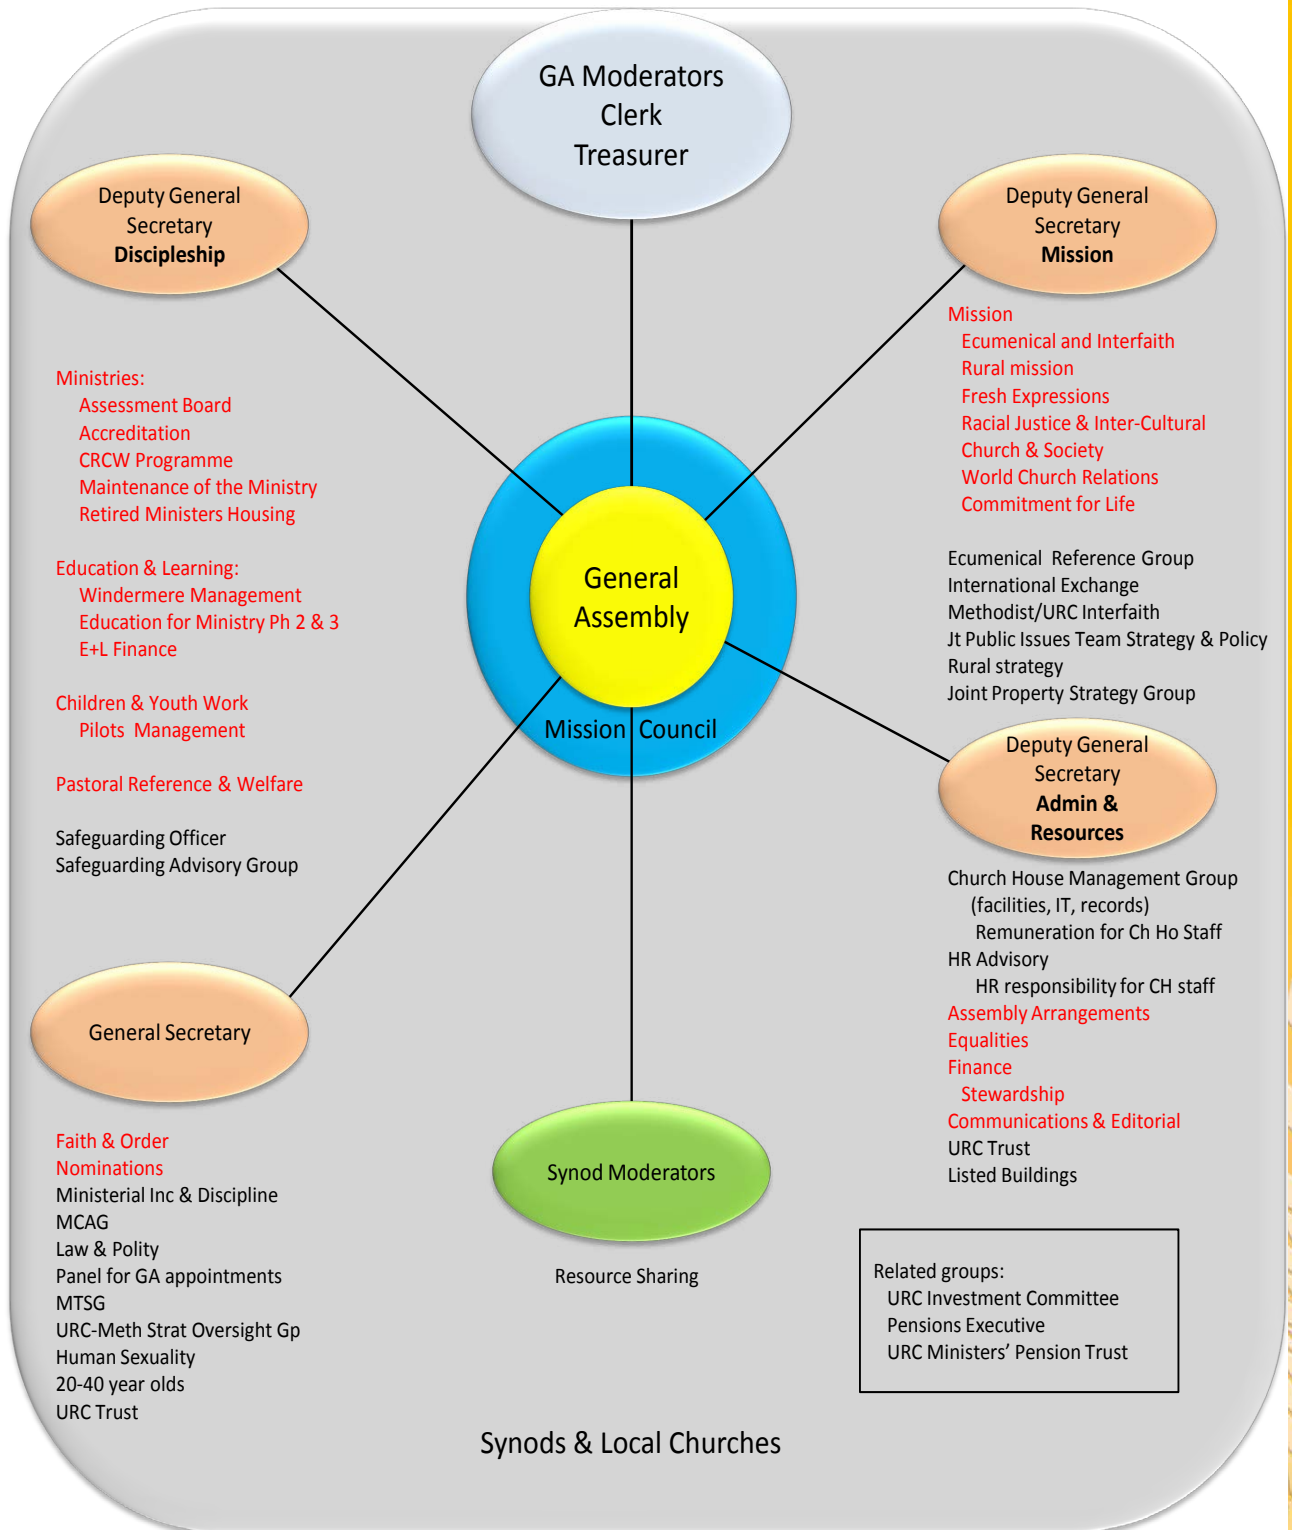 GA Moderators
Clerk
Treasurer
Deputy General
Secretary
Discipleship
Ministries:
Assessment Board
Accreditation
CRCW Programme
Maintenance of the Ministry
Retired Ministers Housing
Education & Learning:
Windermere Management
Education for Ministry Ph 2 & 3
E+L Finance
Children & Youth Work
Pilots Management
Pastoral Reference & Welfare
Safeguarding Officer
Safeguarding Advisory Group
Deputy General
Secretary
Mission
Mission
Ecumenical and Interfaith
Rural mission
Fresh Expressions
Racial Justice & Inter-Cultural
Church & Society
World Church Relations
Commitment for Life
Ecumenical Reference Group
International Exchange
Methodist/URC Interfaith
Jt Public Issues Team Strategy & Policy
Rural strategy
Joint Property Strategy Group
General
Assembly
Mission Council
Deputy General
Secretary
Admin &
Resources
Church House Management Group
(facilities, IT, records)
Remuneration for Ch Ho Staff
HR Advisory
HR responsibility for CH staff
Assembly Arrangements
Equalities
Finance
Stewardship
Communications & Editorial
URC Trust
Listed Buildings
General Secretary
Faith & Order
Nominations
Ministerial Inc & Discipline
MCAG
Law & Polity
Panel for GA appointments
MTSG
URC-Meth Strat Oversight Gp
Human Sexuality
20-40 year olds
URC Trust
Synod Moderators
Resource Sharing
Related groups:
URC Investment Committee
Pensions Executive
URC Ministers’ Pension Trust
Synods & Local Churches